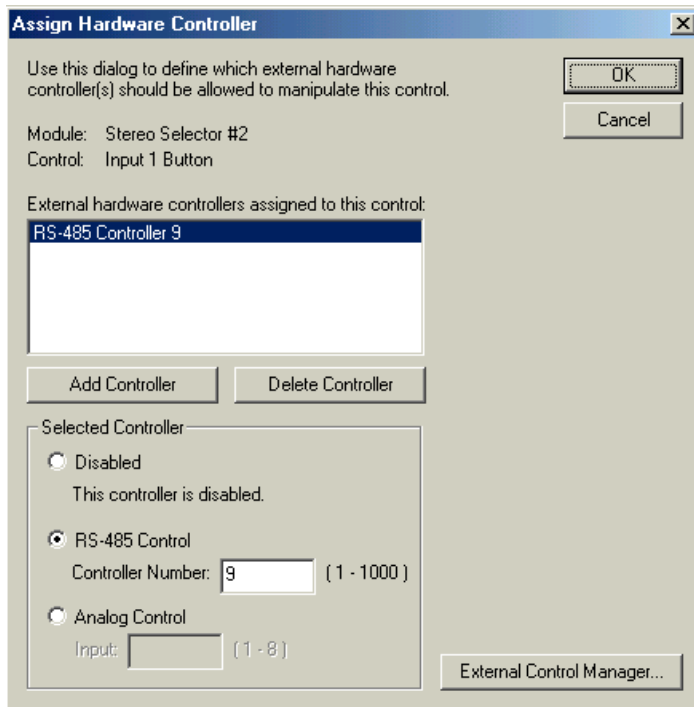 Assign Hardware Controller
Use this dialog to define which external hardware
controller(s) should be allowed to manipulate this control.
OK
Cancel
Module: Stereo Selector #2
Control: Input 1 Button
External hardware controllers assigned to this control:
RS-485 Controller 9
Add Controller
Delete Controller
Selected Controller
Disabled
This controller is disabled.
RS-485 Control
Controller Number: 9 ( 1 - 1000 )
Analog Control
Input: ( 1 - 8 )
External Control Manager...